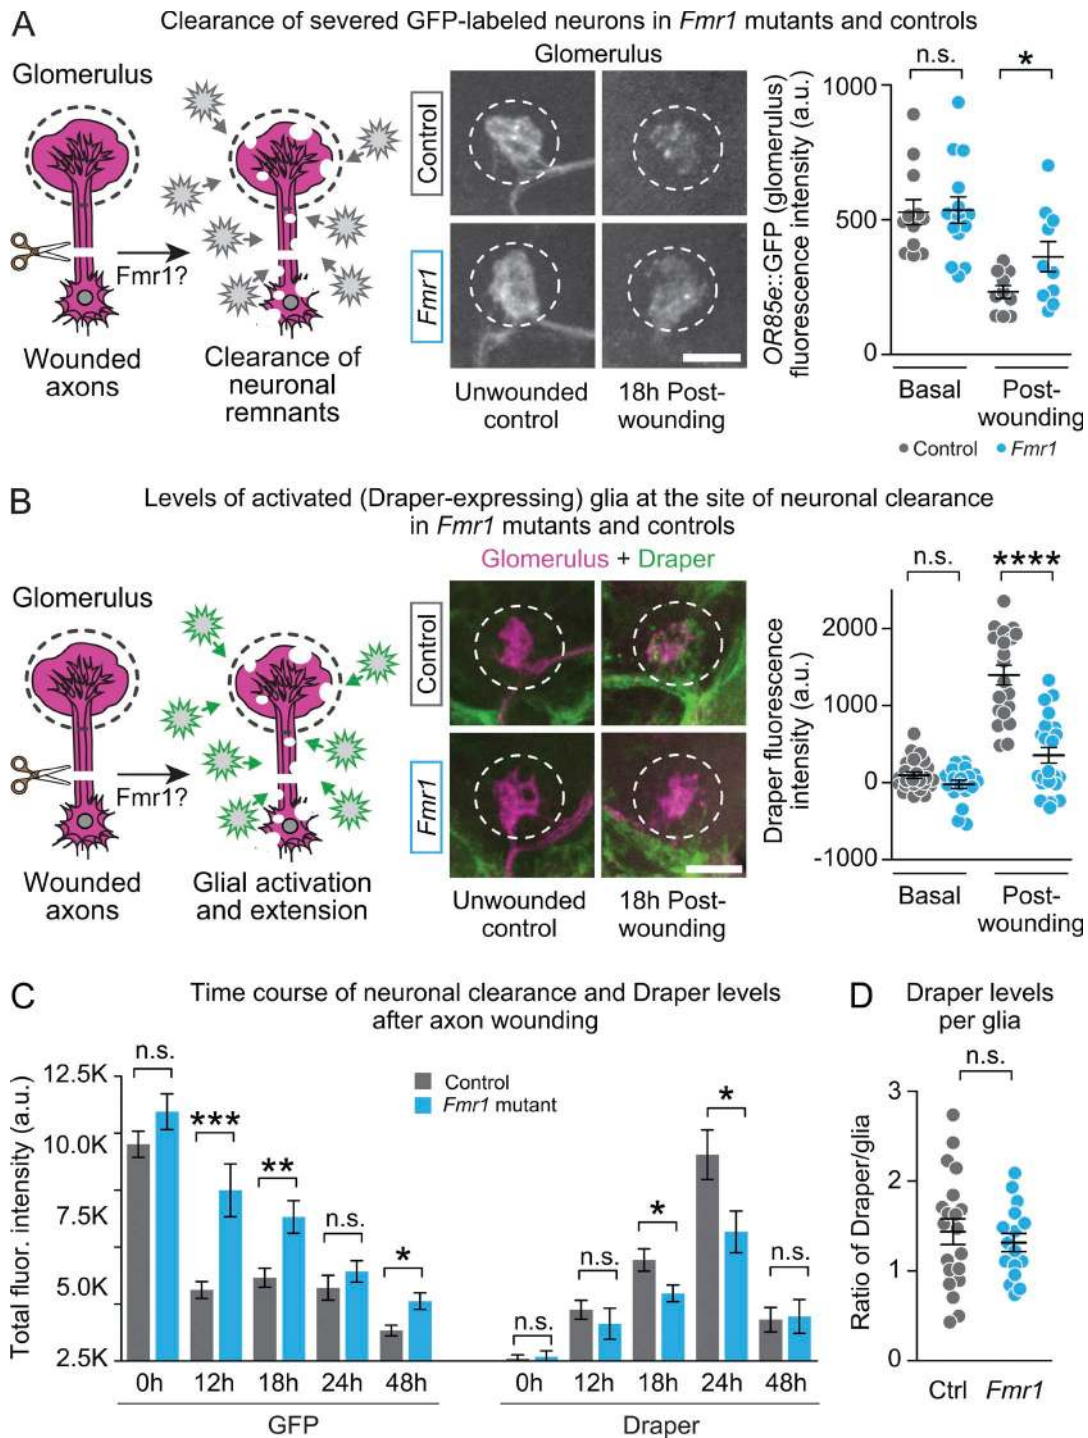 A
Clearance of severed GFP-labeled neurons in Fmr1 mutants and controls
Glomerulus
Fmr1?
Wounded
axons
Clearance of
neuronal
remnants
Glomerulus
Control
Fmr1
Unwounded
control
18h Post-
wounding
OR85e::GFP (glomerulus)
fluorescence intensity (a.u.)
n.s.
*
1000
500
0
Basal
Post-
wounding
Control
Fmr1
B
Levels of activated (Draper-expressing) glia at the site of neuronal clearance
in Fmr1 mutants and controls
Glomerulus
Fmr1?
Wounded
axons
Glial activation
and extension
Glomerulus + Draper
Control
Fmr1
Unwounded
control
18h Post-
wounding
Draper fluorescence
intensity (a.u.)
n.s.
****
2000
1000
0
-1000
Basal
Post-
wounding
C
Time course of neuronal clearance and Draper levels
after axon wounding
Total fluor. intensity (a.u.)
12.5K
10.0K
7.5K
5.0K
2.5K
Control
Fmr1 mutant
n.s.
***
**
n.s.
*
n.s.
n.s.
*
*
n.s.
0h 12h 18h 24h 48h
0h 12h 18h 24h 48h
GFP
Draper
D
Draper levels
per glia
n.s.
Ratio of Draper/glia
3
2
1
0
Ctrl Fmr1